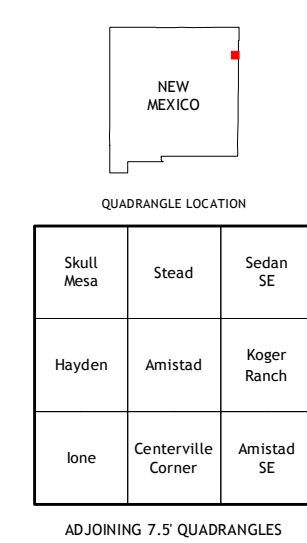 NEW
MEXICO
QUADRANGLE LOCATION
Skull
Mesa
Stead
Sedan
SE
Hayden
Amistad
Koger
Ranch
Ione
Centerville
Corner
Amistad
SE
ADJOINING 7.5' QUADRANGLES